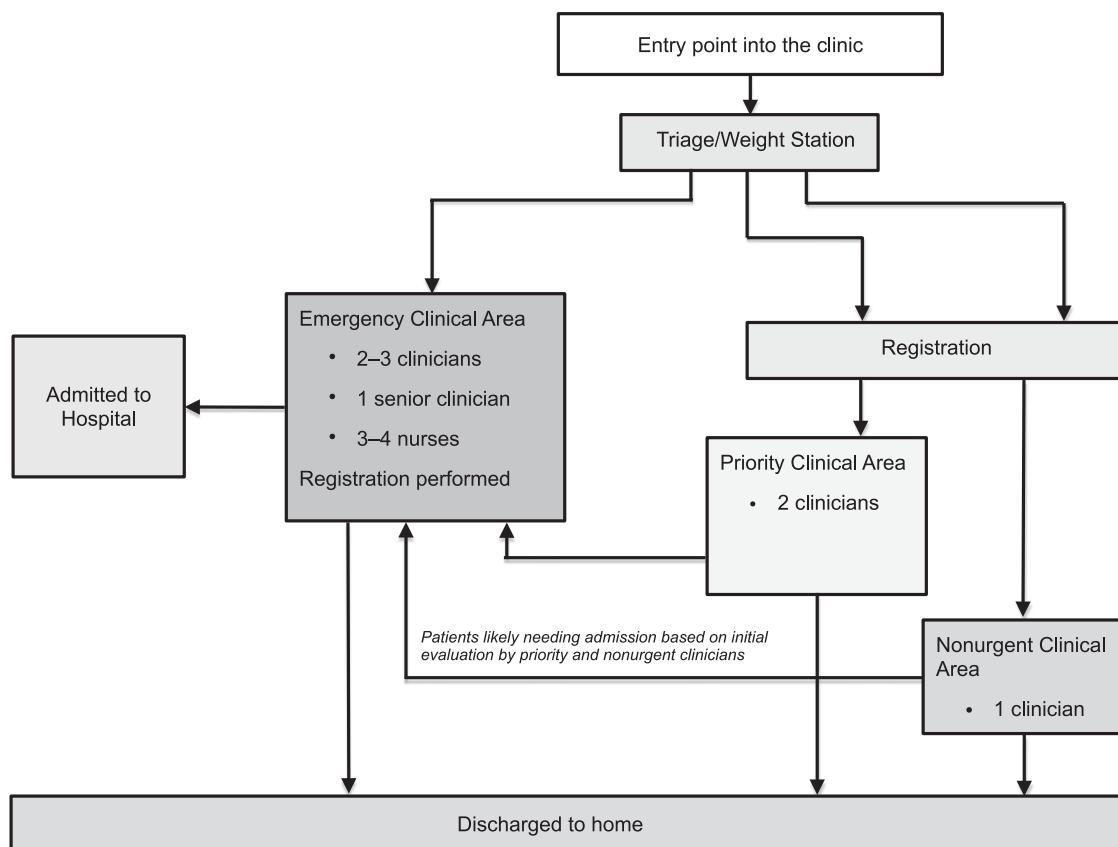 Entry point into the clinic
Triage/Weight Station
Emergency Clinical Area
• 2–3 clinicians
• 1 senior clinician
• 3–4 nurses
Registration performed
Admitted to
Hospital
Registration
Priority Clinical Area
• 2 clinicians
Patients likely needing admission based on initial
evaluation by priority and nonurgent clinicians
Nonurgent Clinical
Area
• 1 clinician
Discharged to home